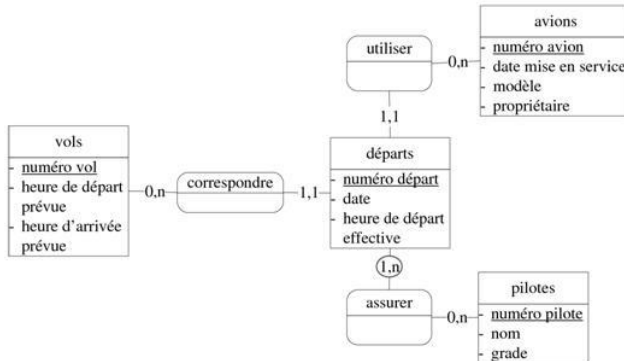 avions
- numéro avion
- date mise en service
- modèle
- propriétaire
utiliser
0,n
1,1
vols
- numéro vol
- heure de départ
prévue
- heure d'arrivée
prévue
0,n
correspondre
1,1
départs
- numéro départ
- date
- heure de départ
effective
1,n
assurer
0,n
pilotes
- numéro pilote
- nom
- grade